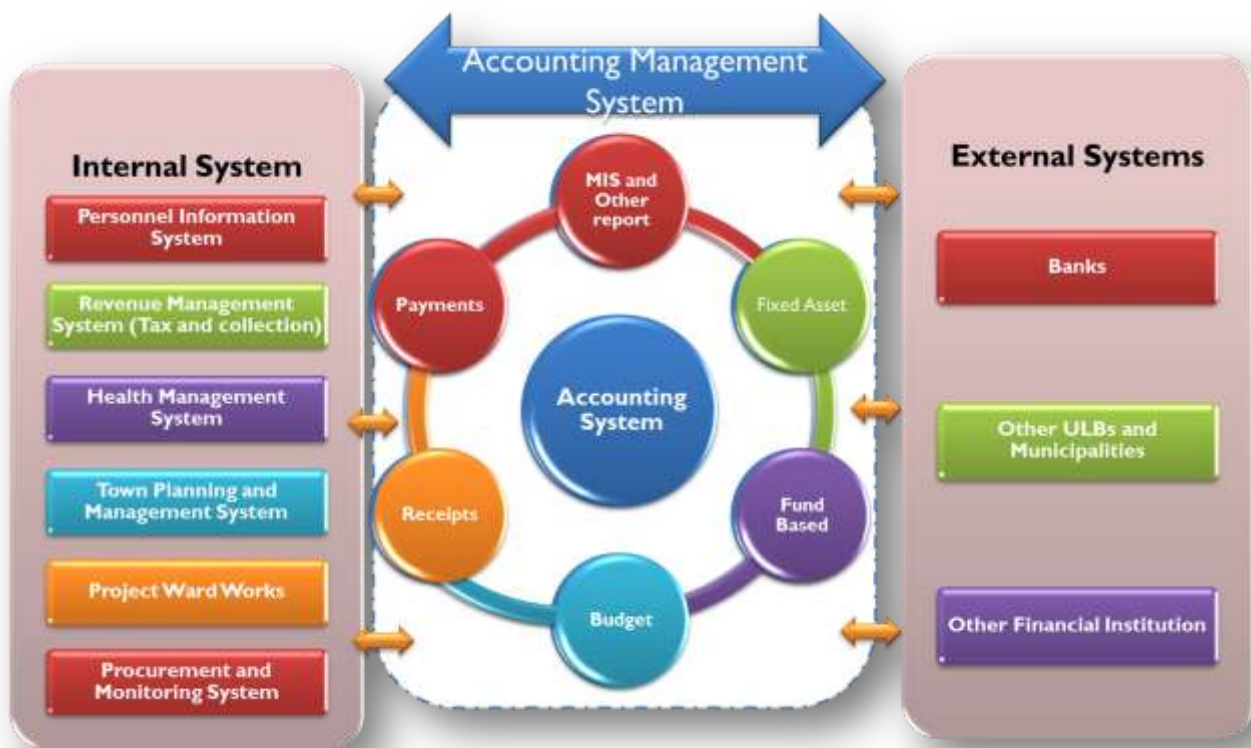 Accounting Management
System
Internal System
Personnel Information
System
Revenue Management
System (Tax and collection)
Health Management
System
Town Planning and
Management System
Project Ward Works
Procurement and
Monitoring System
MIS and
Other
report
Payments
Fixed Asset
Accounting
System
Receipts
Fund
Based
Budget
External Systems
Banks
Other ULBs and
Municipalities
Other Financial Institution